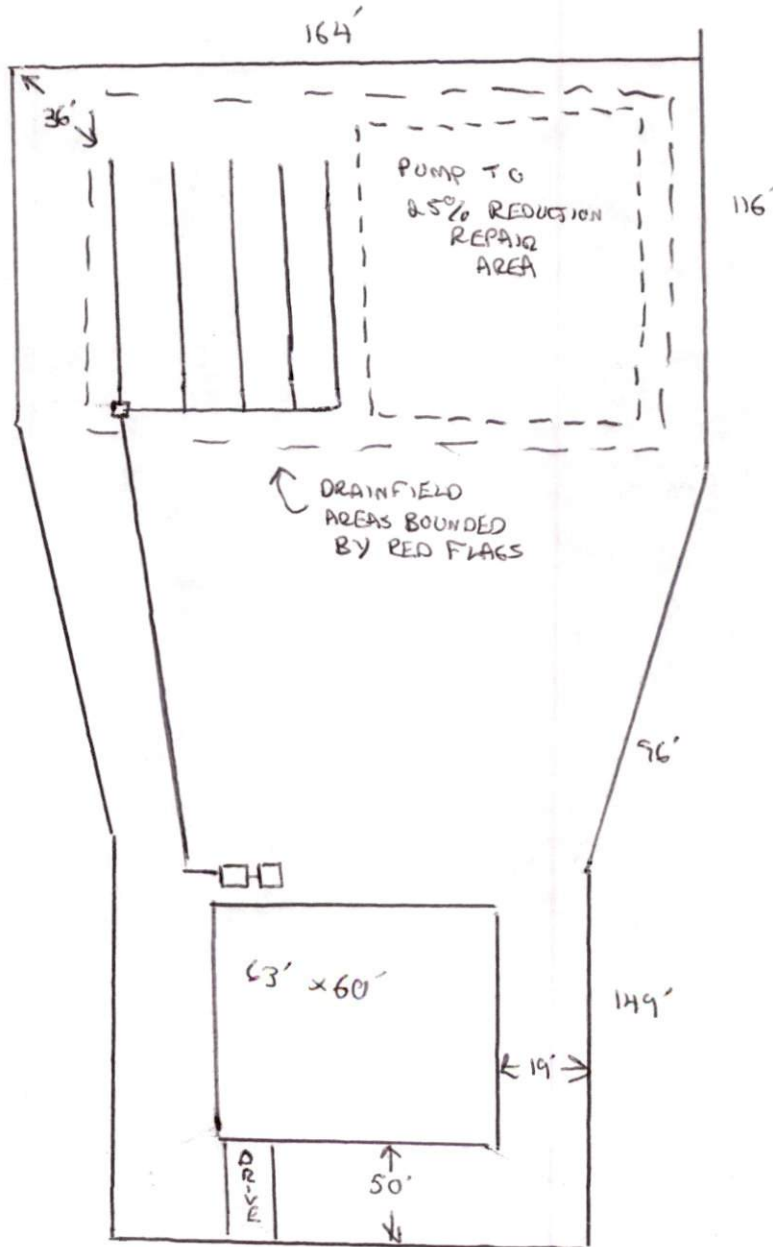 164'
36'
PUMP TO
25% REDUCTION
REPAIR
AREA
116'
DRAINFIELD
AREAS BOUNDED
BY RED FLAGS
96'
63' x 60'
149'
19'
DRIVE
50'